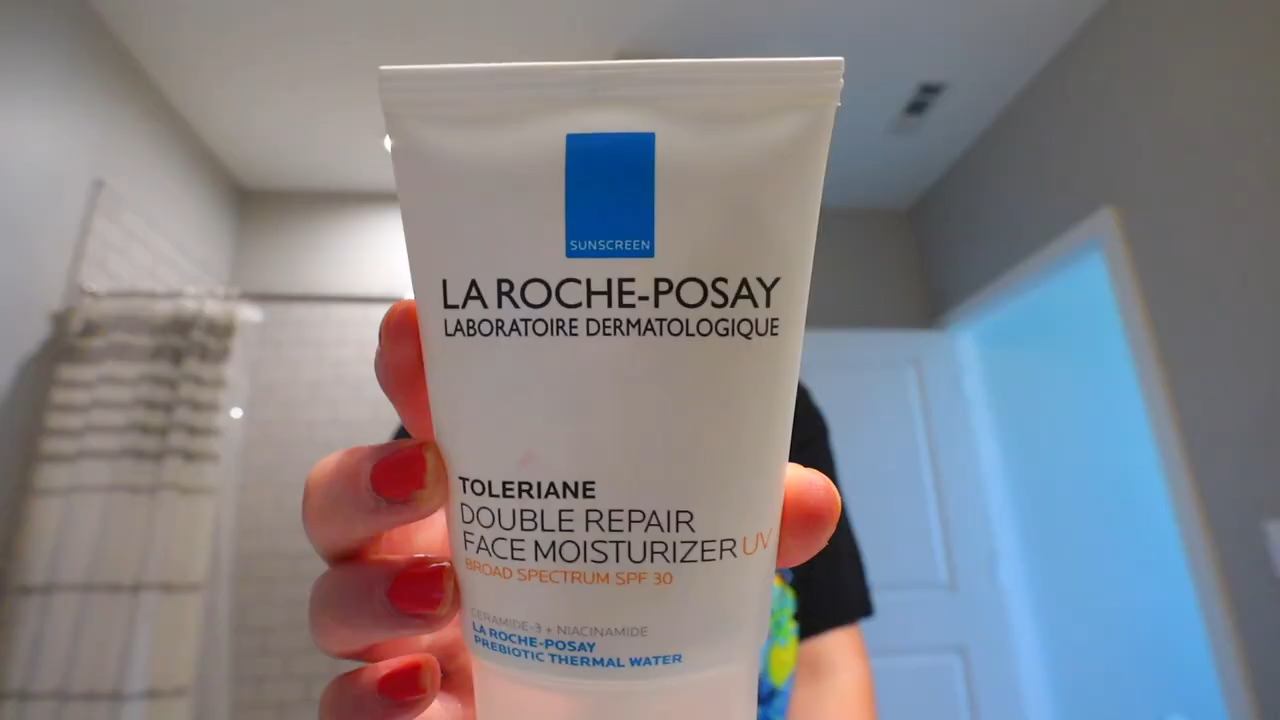 SUNSCREEN
LA ROCHE-POSAY
LABORATOIRE DERMATOLOGIQUE
TOLERIANE
DOUBLE REPAIR
FACE MOISTURIZER UV
BROAD SPECTRUM SPF 30
CERAMIDE-3 + NIACINAMIDE
LA ROCHE-POSAY
PREBIOTIC THERMAL WATER